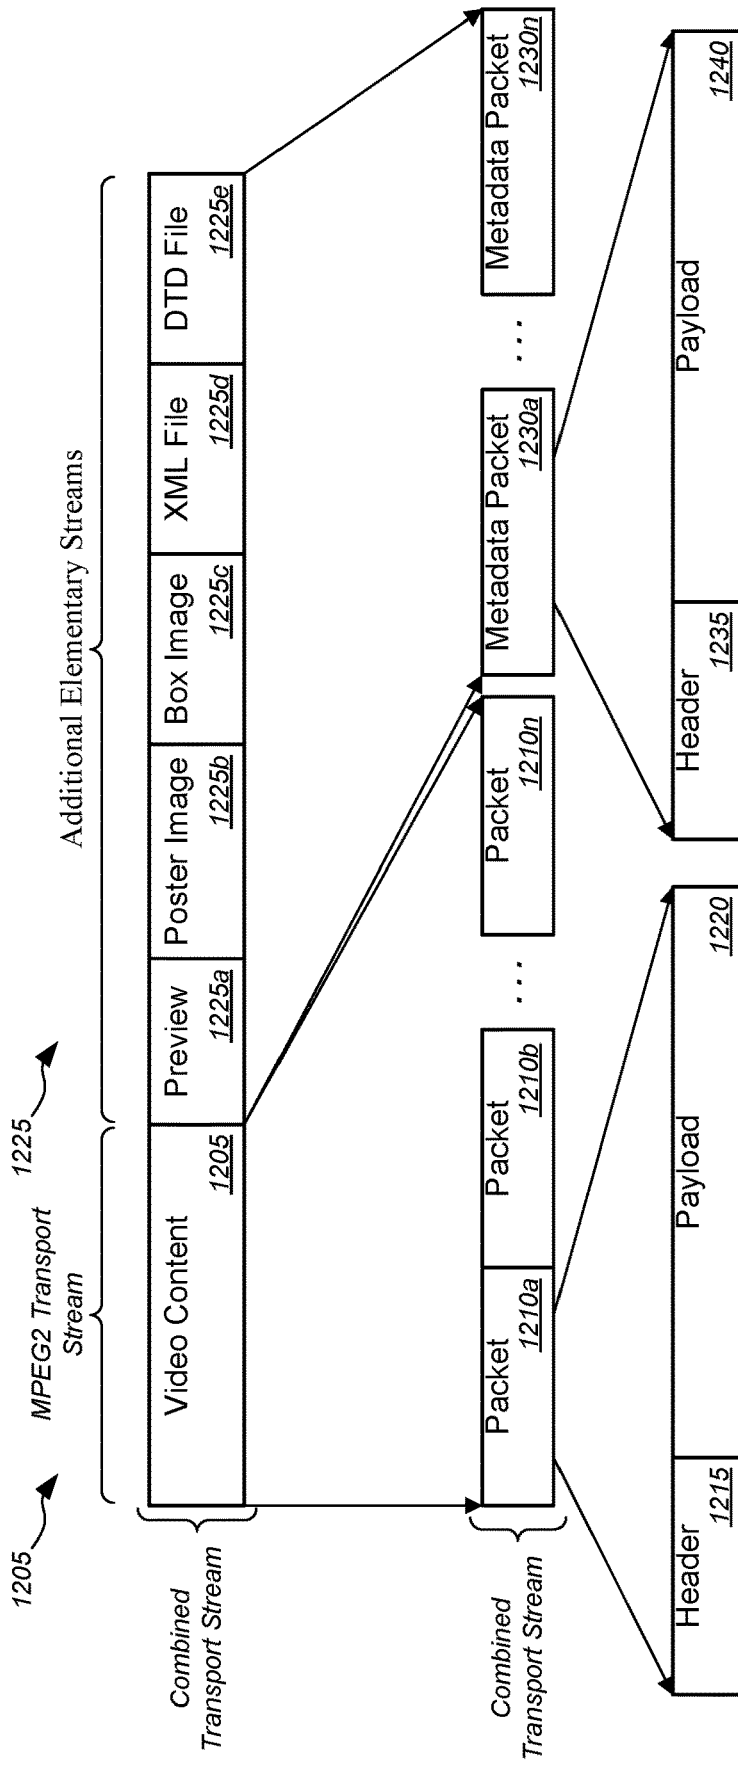 1205
MPEG2 Transport
Stream
1225
Additional Elementary Streams
Combined
Transport Stream
Video Content
1205
Preview
1225a
Poster Image
1225b
Box Image
1225c
XML File
1225d
DTD File
1225e
Combined
Transport Stream
Packet
1210a
Packet
1210b
...
Packet
1210n
Metadata Packet
1230a
...
Metadata Packet
1230n
Header
1215
Payload
1220
Header
1235
Payload
1240